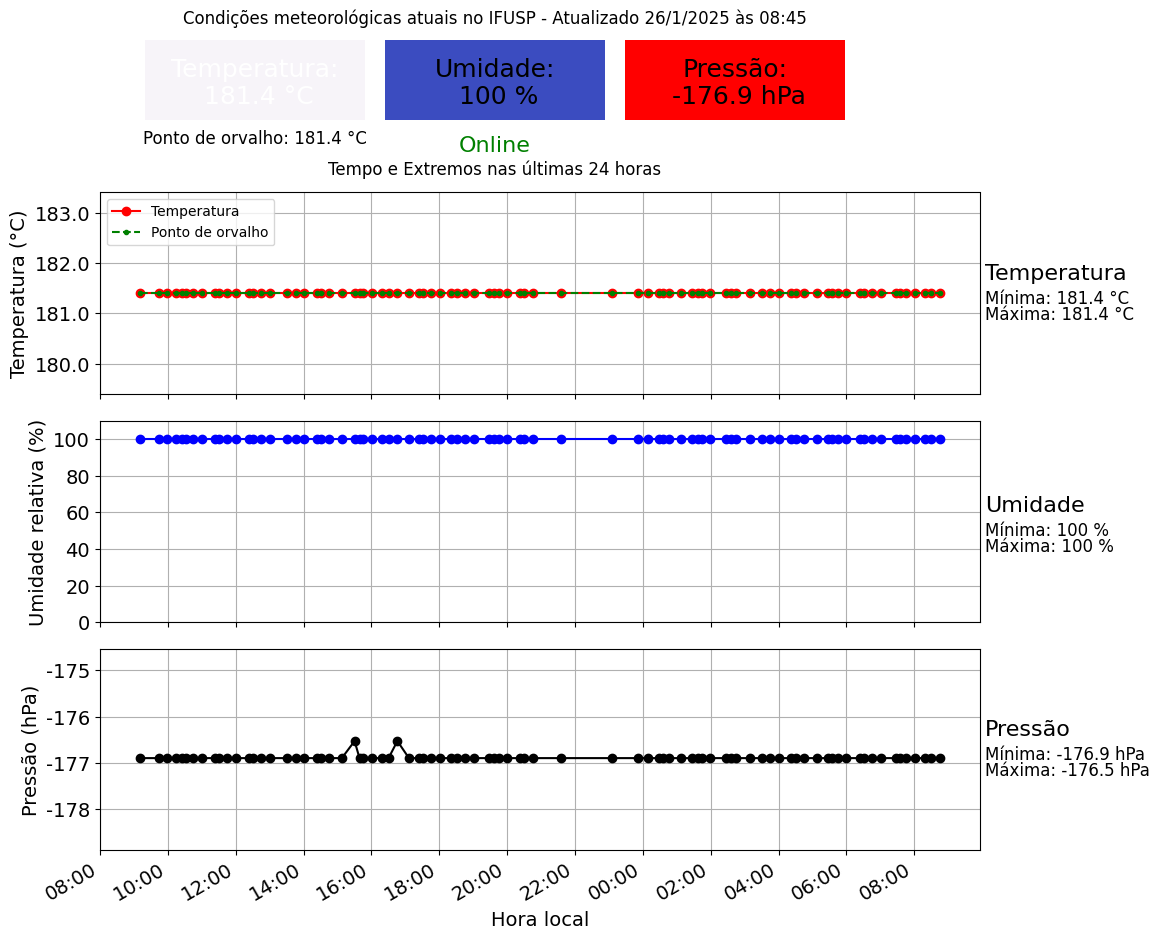 Condições meteorológicas atuais no IFUSP - Atualizado 26/1/2025 às 08:45
Temperatura:
181.4 °C
Umidade:
100 %
Pressão:
-176.9 hPa
Ponto de orvalho: 181.4 °C
Online
Tempo e Extremos nas últimas 24 horas
Temperatura (°C)
183.0
182.0
181.0
180.0
Temperatura
Ponto de orvalho
Temperatura
Mínima: 181.4 °C
Máxima: 181.4 °C
Umidade relativa (%)
100
80
60
40
20
0
Umidade
Mínima: 100 %
Máxima: 100 %
Pressão (hPa)
-175
-176
-177
-178
Pressão
Mínima: -176.9 hPa
Máxima: -176.5 hPa
08:00 10:00 12:00 14:00 16:00 18:00 20:00 22:00 00:00 02:00 04:00 06:00 08:00
Hora local